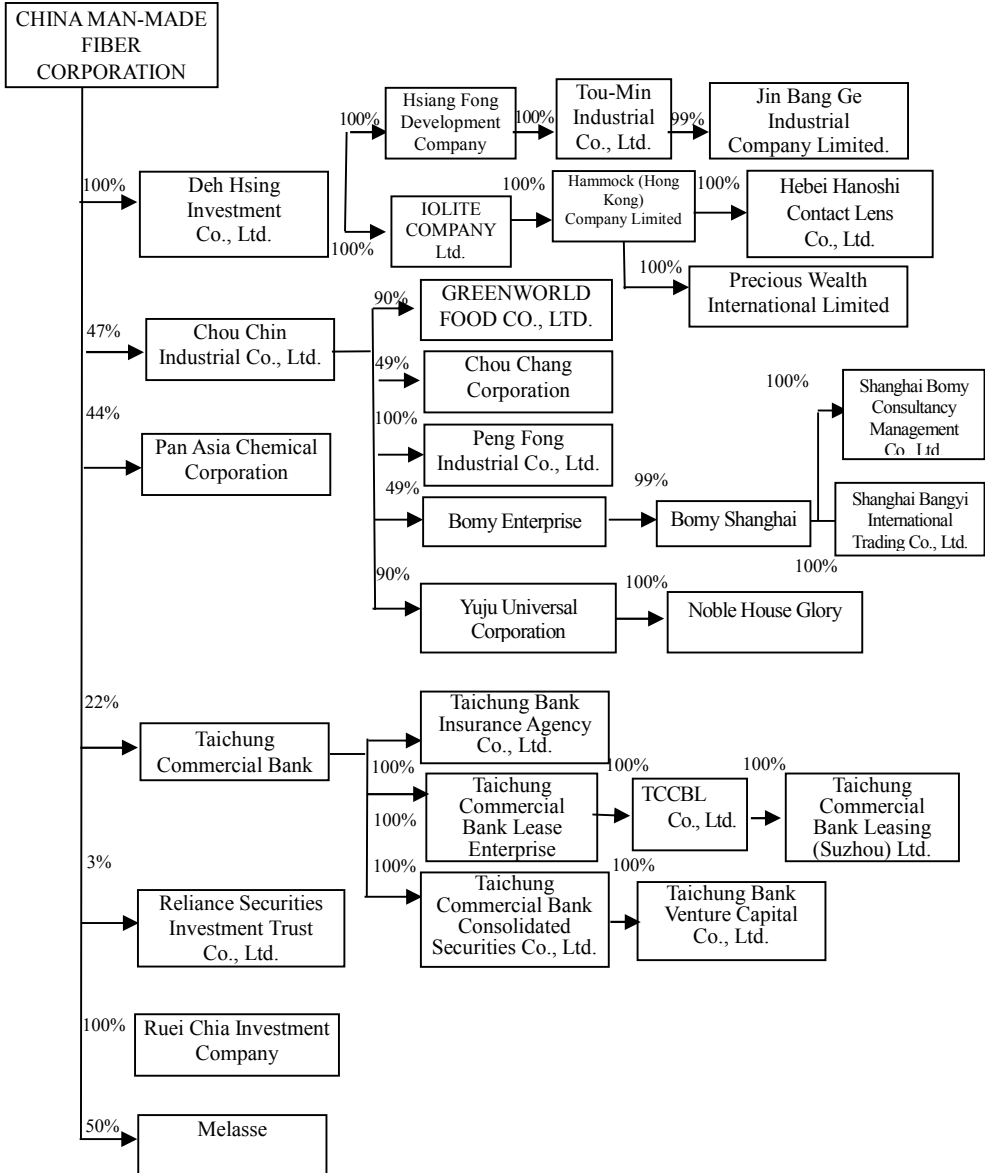 CHINA MAN-MADE
FIBER
CORPORATION
100%
Deh Hsing
Investment
Co., Ltd.
100%
Hsiang Fong
Development
Company
100%
Tou-Min
Industrial
Co., Ltd.
99%
Jin Bang Ge
Industrial
Company Limited.
100%
IOLITE
COMPANY
Ltd.
100%
Hammock (Hong
Kong)
Company Limited
100%
Hebei Hanoshi
Contact Lens
Co., Ltd.
100%
Precious Wealth
International Limited
47%
Chou Chin
Industrial Co., Ltd.
90%
GREENWORLD
FOOD CO., LTD.
49%
Chou Chang
Corporation
100%
Peng Fong
Industrial Co., Ltd.
49%
Bomy Enterprise
99%
Bomy Shanghai
100%
Shanghai Bomy
Consultancy
Management
Co., Ltd.
Shanghai Bangyi
International
Trading Co., Ltd.
100%
90%
Yuju Universal
Corporation
100%
Noble House Glory
44%
Pan Asia Chemical
Corporation
22%
Taichung
Commercial Bank
Taichung Bank
Insurance Agency
Co., Ltd.
100%
Taichung
Commercial
Bank Lease
Enterprise
100%
TCCBL
Co., Ltd.
100%
Taichung
Commercial
Bank Leasing
(Suzhou) Ltd.
100%
100%
Taichung
Commercial Bank
Consolidated
Securities Co., Ltd.
100%
Taichung Bank
Venture Capital
Co., Ltd.
3%
Reliance Securities
Investment Trust
Co., Ltd.
100%
Ruei Chia Investment
Company
50%
Melasse